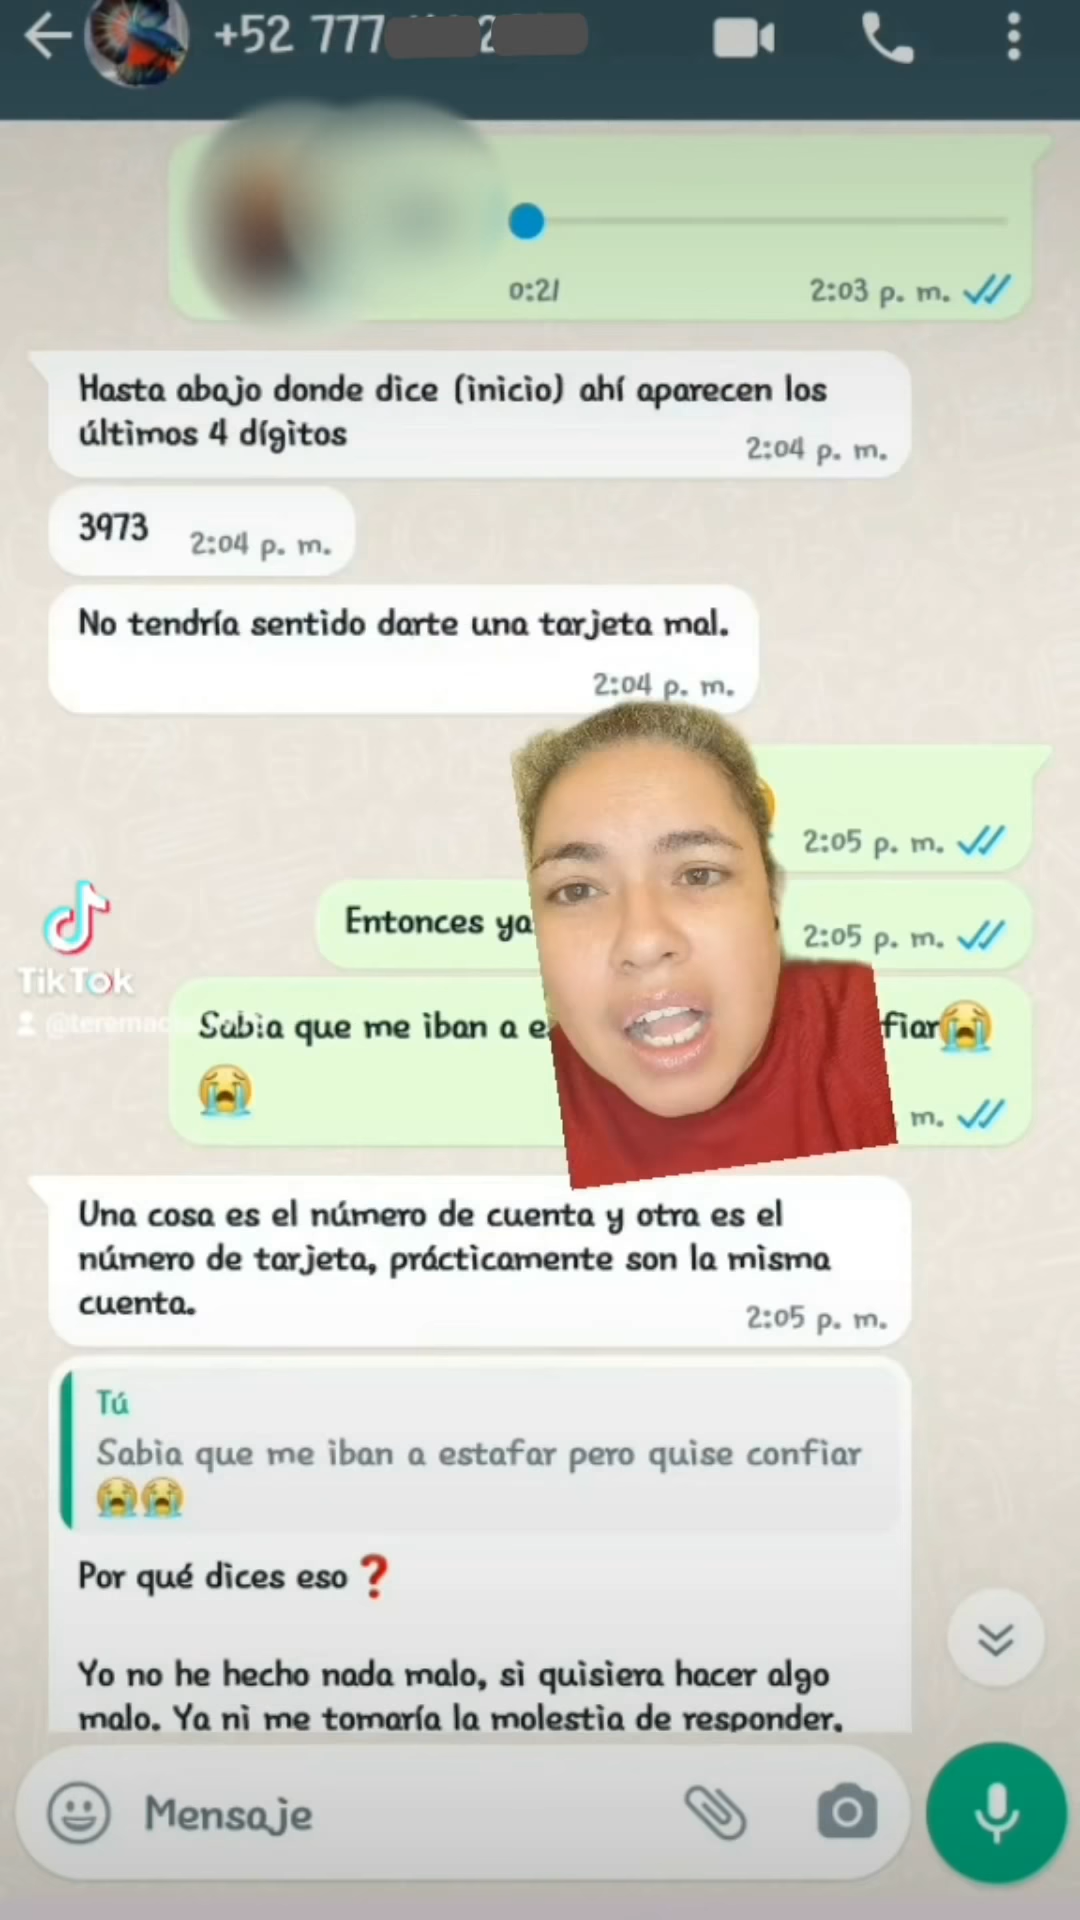 +52 777
2
0:21
2:03 p. m.
Hasta abajo donde dice (inicio) ahí aparecen los
últimos 4 dígitos
2:04 p. m.
3973 2:04 p. m.
No tendría sentido darte una tarjeta mal.
2:04 p. m.
2:05 p. m.
Entonces ya
2:05 p. m.
TikTok
Sabia que me iban a e
fiar😭
😭
m.
Una cosa es el número de cuenta y otra es el
número de tarjeta, prácticamente son la misma
cuenta.
2:05 p. m.
Tú
Sabia que me iban a estafar pero quise confiar
😭😭
Por qué dices eso❓
Yo no he hecho nada malo, si quisiera hacer algo
malo. Ya ni me tomaría la molestia de responder.
Mensaje